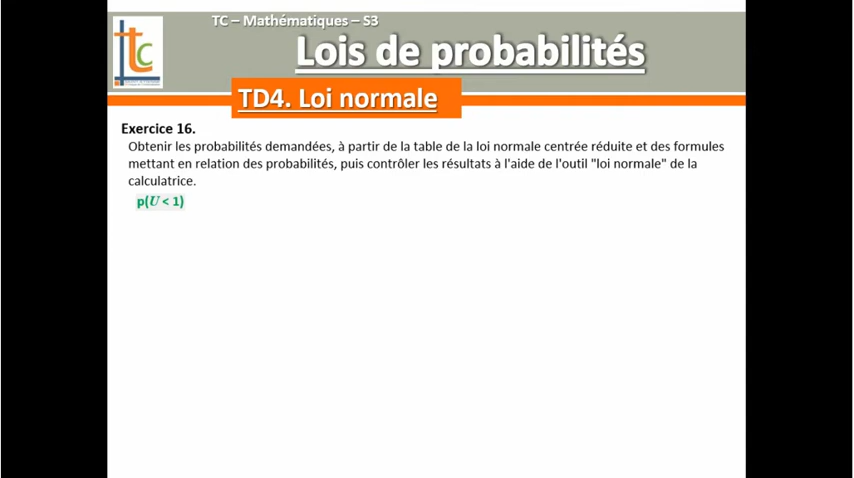 TC – Mathématiques – S3
ttc
Lois de probabilités
TD4. Loi normale
Exercice 16.
Obtenir les probabilités demandées, à partir de la table de la loi normale centrée réduite et des formules
mettant en relation des probabilités, puis contrôler les résultats à l'aide de l'outil "loi normale" de la
calculatrice.
p(U < 1)